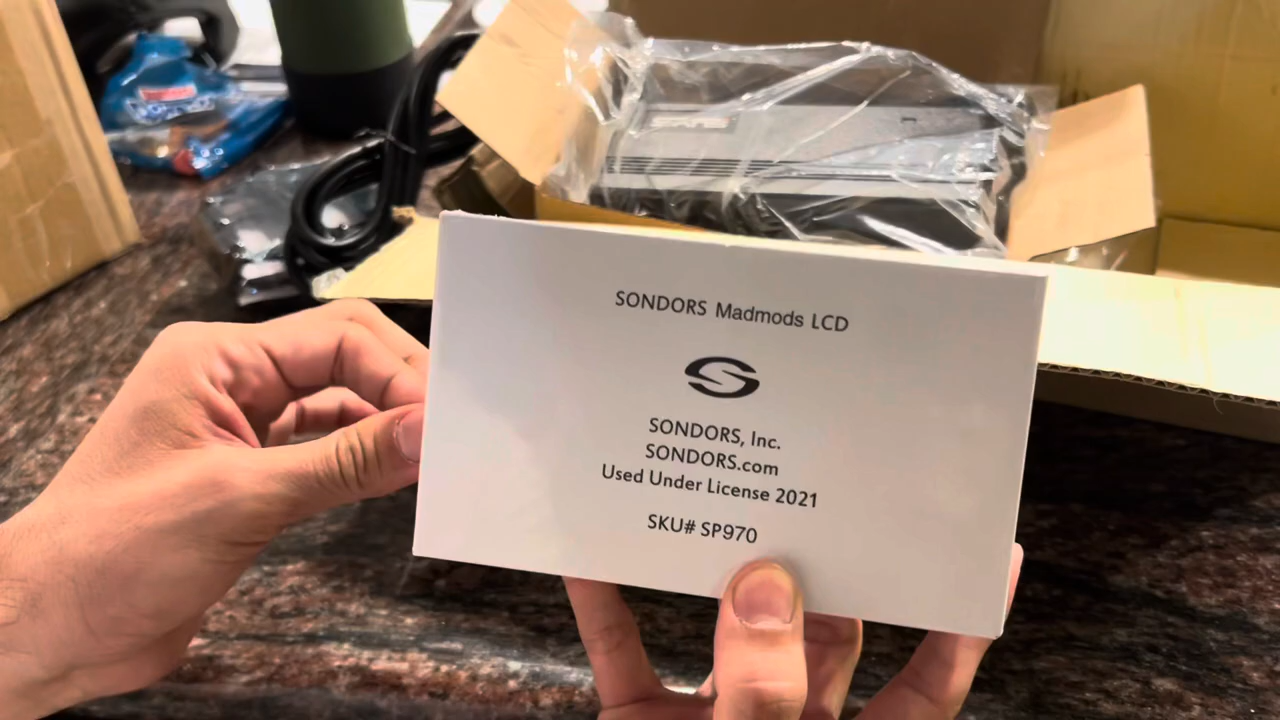 SONDORS Madmods LCD
SONDORS, Inc.
SONDORS.com
Used Under License 2021
SKU# SP970